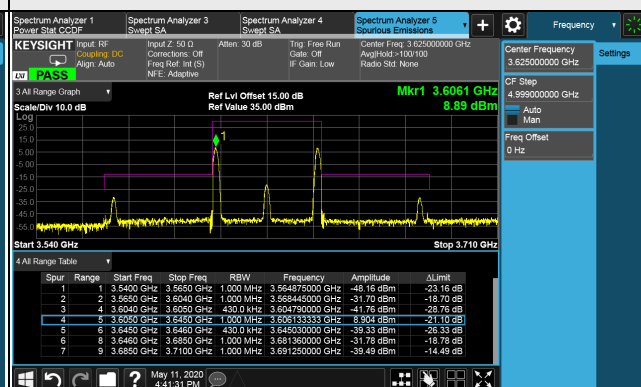 Spectrum Analyzer 1
Power Stat CCDF
Spectrum Analyzer 3
Swept SA
Spectrum Analyzer 4
Swept SA
Spectrum Analyzer 5
Spurious Emissions
Frequency
KEYSIGHT
Input: RF
Coupling: DC
Align: Auto
Input Z: 50 Ω
Corrections: Off
Freq Ref: Int (S)
NFE: Adaptive
Atten: 30 dB
Trig: Free Run
Gate: Off
IF Gain: Low
Center Freq: 3.625000000 GHz
Avg|Hold:>100/100
Radio Std: None
LXI
PASS
Center Frequency
3.625000000 GHz
Settings
CF Step
4.999000000 GHz
Auto
Man
Freq Offset
0 Hz
3 All Range Graph
Scale/Div 10.0 dB
Ref Lvl Offset 15.00 dB
Ref Value 35.00 dBm
Mkr1 3.6061 GHz
8.89 dBm
Log
25.0
15.0
5.00
-5.00
-15.0
-25.0
-35.0
-45.0
-55.0
1
Start 3.540 GHz
Stop 3.710 GHz
4 All Range Table
Spur Range Start Freq Stop Freq RBW Frequency Amplitude ΔLimit
1 1 3.5400 GHz 3.5650 GHz 1.000 MHz 3.564875000 GHz -48.16 dBm -23.16 dB
2 2 3.5650 GHz 3.6040 GHz 1.000 MHz 3.568445000 GHz -31.70 dBm -18.70 dB
3 4 3.6040 GHz 3.6050 GHz 430.0 kHz 3.604790000 GHz -41.76 dBm -28.76 dB
4 5 3.6050 GHz 3.6450 GHz 1.000 MHz 3.606133333 GHz 8.904 dBm -21.10 dB
5 6 3.6450 GHz 3.6460 GHz 430.0 kHz 3.645030000 GHz -39.33 dBm -26.33 dB
6 8 3.6460 GHz 3.6850 GHz 1.000 MHz 3.681360000 GHz -31.78 dBm -18.78 dB
7 9 3.6850 GHz 3.7100 GHz 1.000 MHz 3.691250000 GHz -39.49 dBm -14.49 dB
May 11, 2020
4:41:31 PM